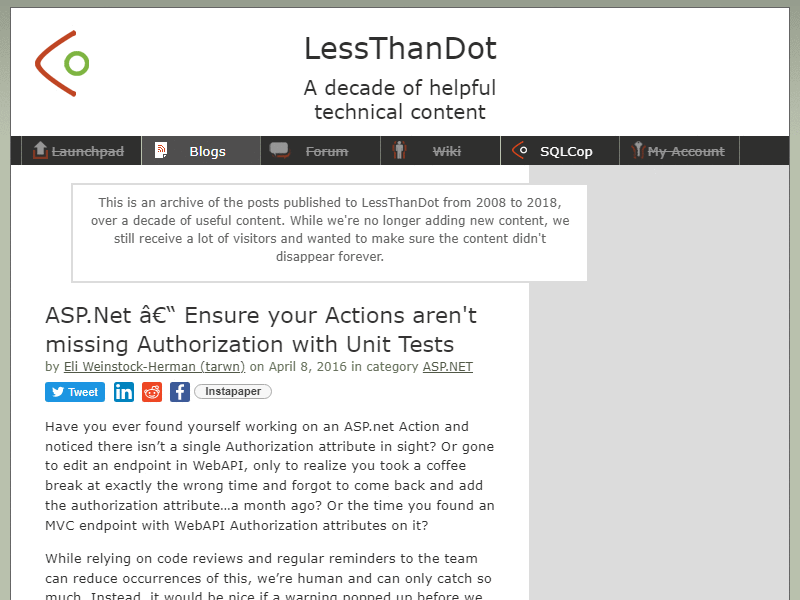 LessThanDot
A decade of helpful
technical content
Launchpad
Blogs
Forum
Wiki
SQLCop
My Account
This is an archive of the posts published to LessThanDot from 2008 to 2018,
over a decade of useful content. While we're no longer adding new content, we
still receive a lot of visitors and wanted to make sure the content didn't
disappear forever.
ASP.Net â€“ Ensure your Actions aren't
missing Authorization with Unit Tests
by Eli Weinstock-Herman (tarwn) on April 8, 2016 in category ASP.NET
Tweet
Instapaper
Have you ever found yourself working on an ASP.net Action and
noticed there isn’t a single Authorization attribute in sight? Or gone
to edit an endpoint in WebAPI, only to realize you took a coffee
break at exactly the wrong time and forgot to come back and add
the authorization attribute…a month ago? Or the time you found an
MVC endpoint with WebAPI Authorization attributes on it?
While relying on code reviews and regular reminders to the team
can reduce occurrences of this, we’re human and can only catch so
much. Instead, it would be nice if a warning popped up before we